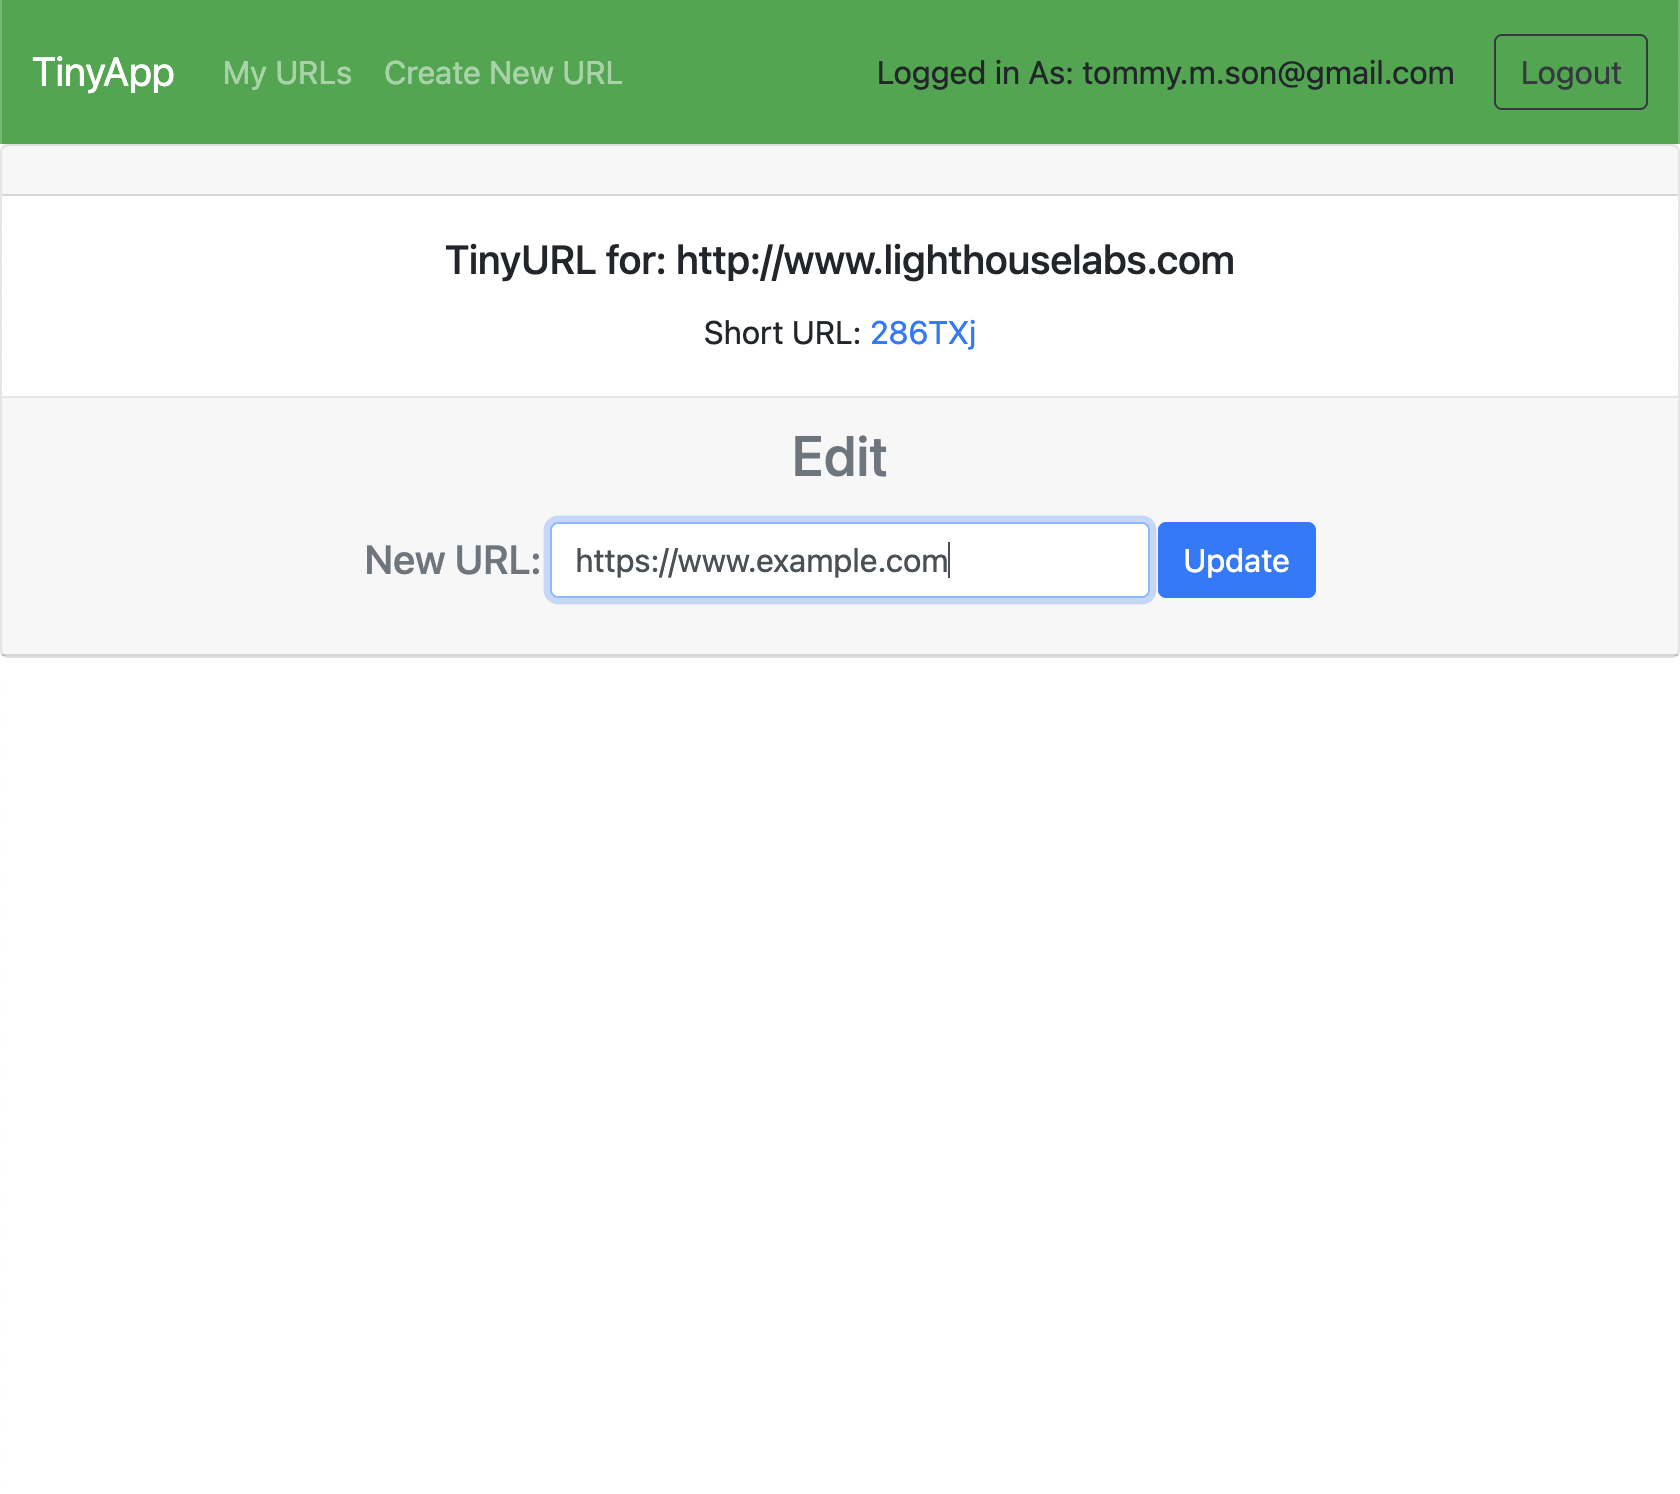 TinyApp My URLs Create New URL Logged in As: tommy.m.son@gmail.com Logout
TinyURL for: http://www.lighthouselabs.com
Short URL: 286TXj
Edit
New URL: https://www.example.com Update